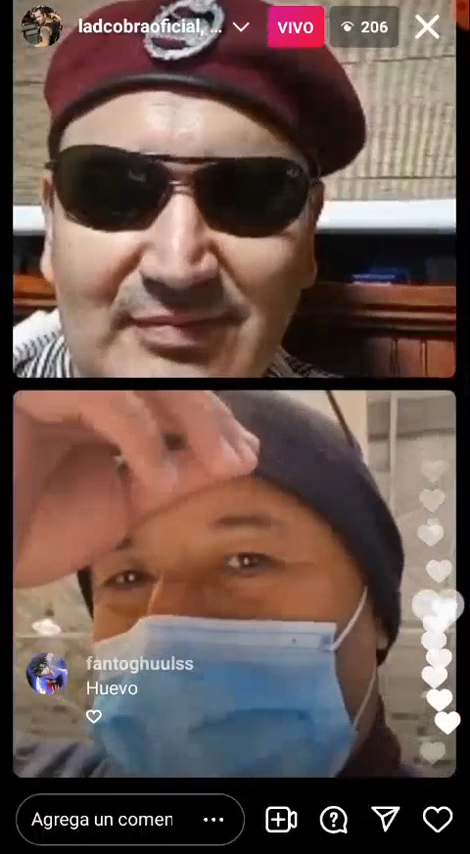 ladcobraoficial, ...
VIVO
206
fantoghuulss
Huevo
Agrega un comen